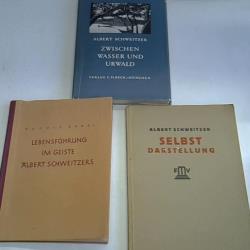 ALBERT SCHWEITZER
ZWISCHEN
WASSER UND
URWALD
VERLAG C.H.BECK · MÜNCHEN
LEBENSFÜHRUNG
IM GEISTE
ALBERT SCHWEITZERS
ALBERT SCHWEITZER
SELBST
DARSTELLUNG